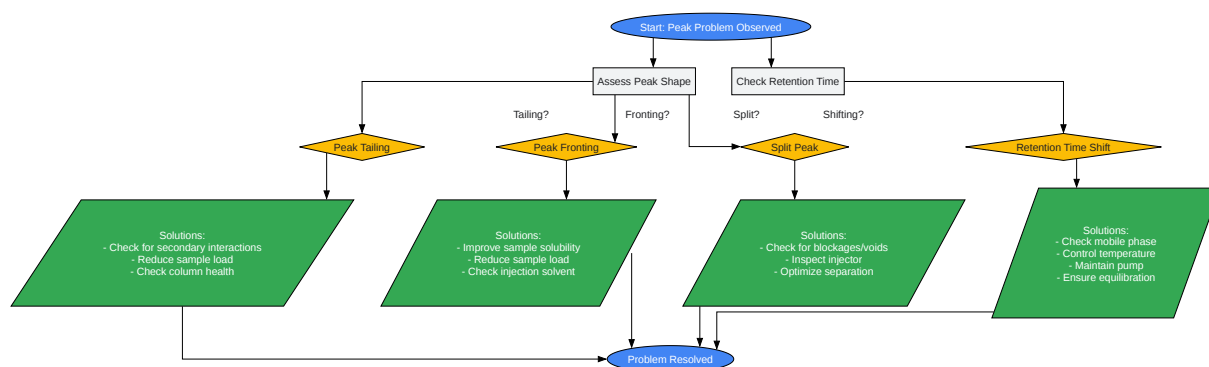 Start: Peak Problem Observed
Assess Peak Shape
Check Retention Time
Tailing?
Fronting?
Split?
Shifting?
Peak Tailing
Peak Fronting
Split Peak
Retention Time Shift
Solutions:
- Check for secondary interactions
- Reduce sample load
- Check column health
Solutions:
- Improve sample solubility
- Reduce sample load
- Check injection solvent
Solutions:
- Check for blockages/voids
- Inspect injector
- Optimize separation
Solutions:
- Check mobile phase
- Control temperature
- Maintain pump
- Ensure equilibration
Problem Resolved